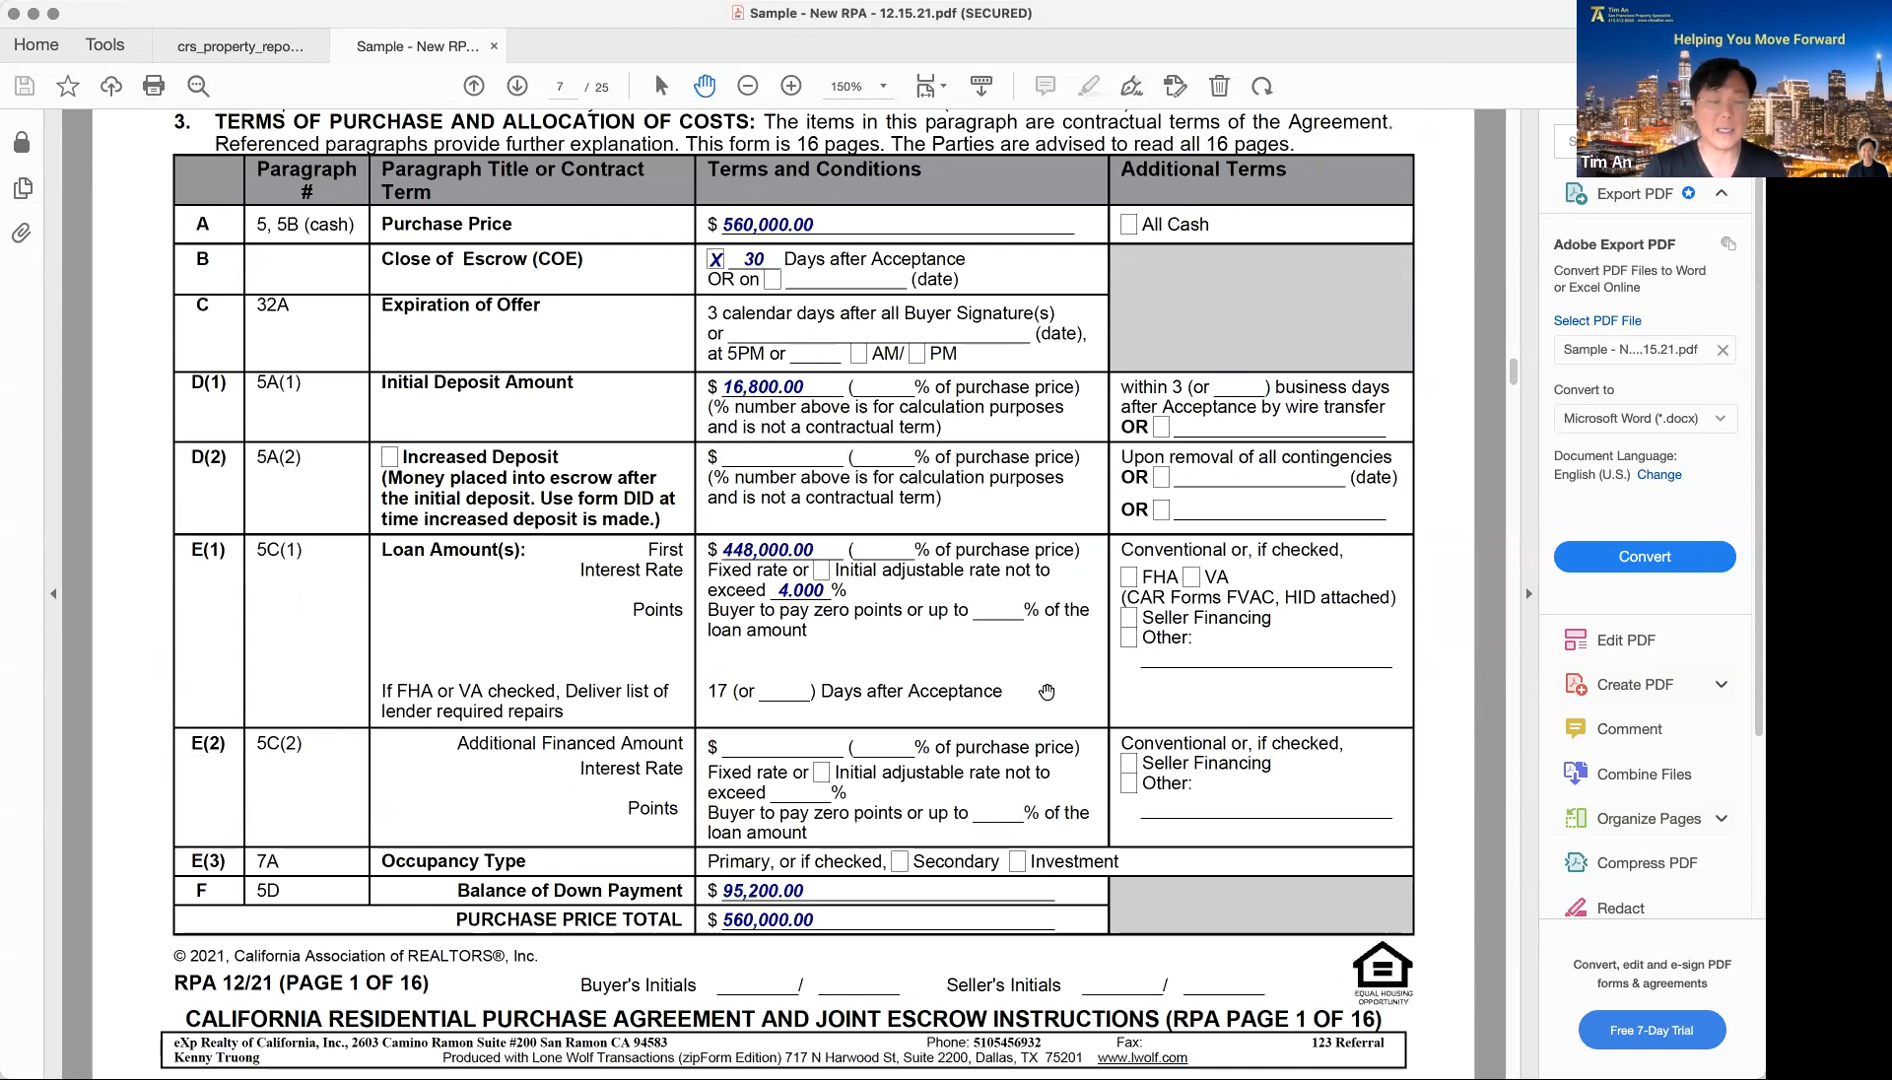 Sample - New RPA - 12.15.21.pdf (SECURED)
Home Tools crs_property_repo... Sample - New RP... ×
7 / 25 150%
Tim An
Helping You Move Forward
Tim An
3. TERMS OF PURCHASE AND ALLOCATION OF COSTS: The items in this paragraph are contractual terms of the Agreement.
Referenced paragraphs provide further explanation. This form is 16 pages. The Parties are advised to read all 16 pages.
Paragraph # Paragraph Title or Contract Term Terms and Conditions Additional Terms
A 5, 5B (cash) Purchase Price $ 560,000.00 All Cash
B Close of Escrow (COE) X 30 Days after Acceptance
OR on ____ (date)
C 32A Expiration of Offer 3 calendar days after all Buyer Signature(s)
or ____ (date),
at 5PM or ____ AM/ PM
D(1) 5A(1) Initial Deposit Amount $ 16,800.00 (____% of purchase price) within 3 (or ____) business days
(% number above is for calculation purposes after Acceptance by wire transfer
and is not a contractual term) OR ____
D(2) 5A(2) Increased Deposit $ ____ (____% of purchase price) Upon removal of all contingencies
(Money placed into escrow after (% number above is for calculation purposes OR ____ (date)
the initial deposit. Use form DID at and is not a contractual term)
time increased deposit is made.) OR ____
E(1) 5C(1) Loan Amount(s): First $ 448,000.00 (____% of purchase price) Conventional or, if checked,
Interest Rate Fixed rate or Initial adjustable rate not to FHA VA
exceed 4.000 % (CAR Forms FVAC, HID attached)
Points Buyer to pay zero points or up to ____% of the Seller Financing
loan amount Other:
If FHA or VA checked, Deliver list of 17 (or ____) Days after Acceptance
lender required repairs
E(2) 5C(2) Additional Financed Amount $ ____ (____% of purchase price) Conventional or, if checked,
Interest Rate Fixed rate or Initial adjustable rate not to Seller Financing
exceed ____% Other:
Points Buyer to pay zero points or up to ____% of the
loan amount
E(3) 7A Occupancy Type Primary, or if checked, Secondary Investment
F 5D Balance of Down Payment $ 95,200.00
PURCHASE PRICE TOTAL $ 560,000.00
© 2021, California Association of REALTORS®, Inc.
RPA 12/21 (PAGE 1 OF 16) Buyer's Initials ____/ ____ Seller's Initials ____/ ____
EQUAL HOUSING
OPPORTUNITY
CALIFORNIA RESIDENTIAL PURCHASE AGREEMENT AND JOINT ESCROW INSTRUCTIONS (RPA PAGE 1 OF 16)
eXp Realty of California, Inc., 2603 Camino Ramon Suite #200 San Ramon CA 94583 Phone: 5105456932 Fax: 123 Referral
Kenny Truong Produced with Lone Wolf Transactions (zipForm Edition) 717 N Harwood St, Suite 2200, Dallas, TX 75201 www.lwolf.com
Export PDF
Adobe Export PDF
Convert PDF Files to Word
or Excel Online
Select PDF File
Sample - N....15.21.pdf
Convert to
Microsoft Word (*.docx)
Document Language:
English (U.S.) Change
Convert
Edit PDF
Create PDF
Comment
Combine Files
Organize Pages
Compress PDF
Redact
Convert, edit and e-sign PDF
forms & agreements
Free 7-Day Trial